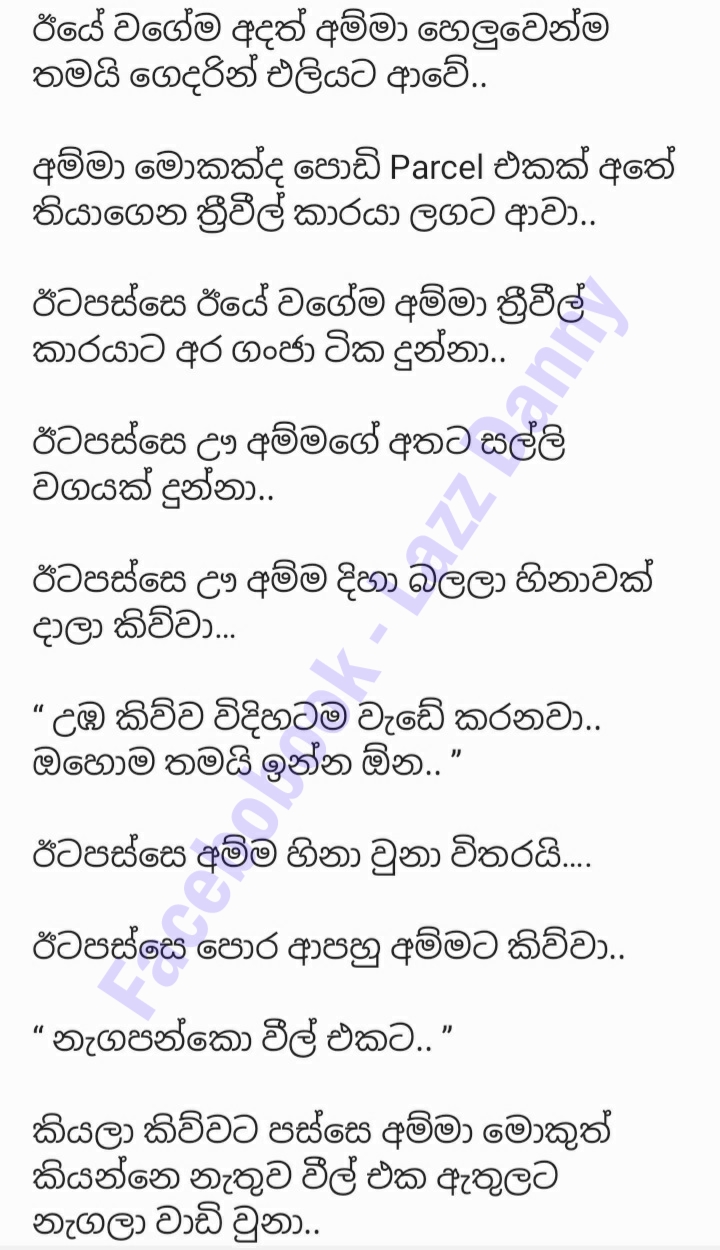 ඊයේ වගේම අදත් අම්මා හෙලුවෙන්ම
තමයි ගෙදරින් එලියට ආවේ..
අම්මා මොකක්ද පොඩි Parcel එකක් අතේ
තියාගෙන ත්‍රීවීල් කාරයා ලගට ආවා..
ඊටපස්සෙ ඊයේ වගේම අම්මා ත්‍රීවීල්
කාරයාට අර ගංජා ටික දුන්නා..
ඊටපස්සෙ ඌ අම්මගේ අතට සල්ලි
වගයක් දුන්නා..
ඊටපස්සෙ ඌ අම්ම දිහා බලලා හිනාවක්
දාලා කිව්වා...
“ උඹ කිව්ව විදිහටම වැඩේ කරනවා..
ඔහොම තමයි ඉන්න ඕන.. ”
ඊටපස්සෙ අම්ම හිනා වුනා විතරයි....
ඊටපස්සෙ පොර ආපහු අම්මට කිව්වා..
“ නැගපන්කො වීල් එකට.. ”
කියලා කිව්වට පස්සෙ අම්මා මොකුත්
කියන්නෙ නැතුව වීල් එක ඇතුලට
නැගලා වාඩි වුනා..
Facebobook - Lazz Danny